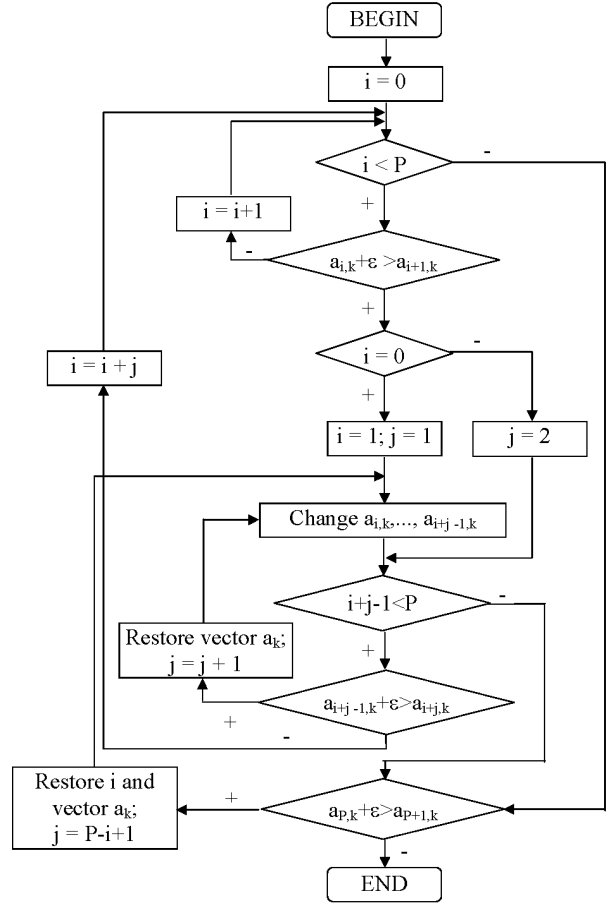 BEGIN
i = 0
i < P
-
+
i = i+1
-
a_{i,k}+ε >a_{i+1,k}
+
i = 0
-
i = i + j
+
i = 1; j = 1
j = 2
Change a_{i,k},..., a_{i+j -1,k}
i+j-1<P
-
Restore vector a_k;
j = j + 1
+
a_{i+j -1,k}+ε>a_{i+j,k}
+
-
Restore i and
vector a_k;
j = P-i+1
+
a_{P,k}+ε>a_{P+1,k}
-
END